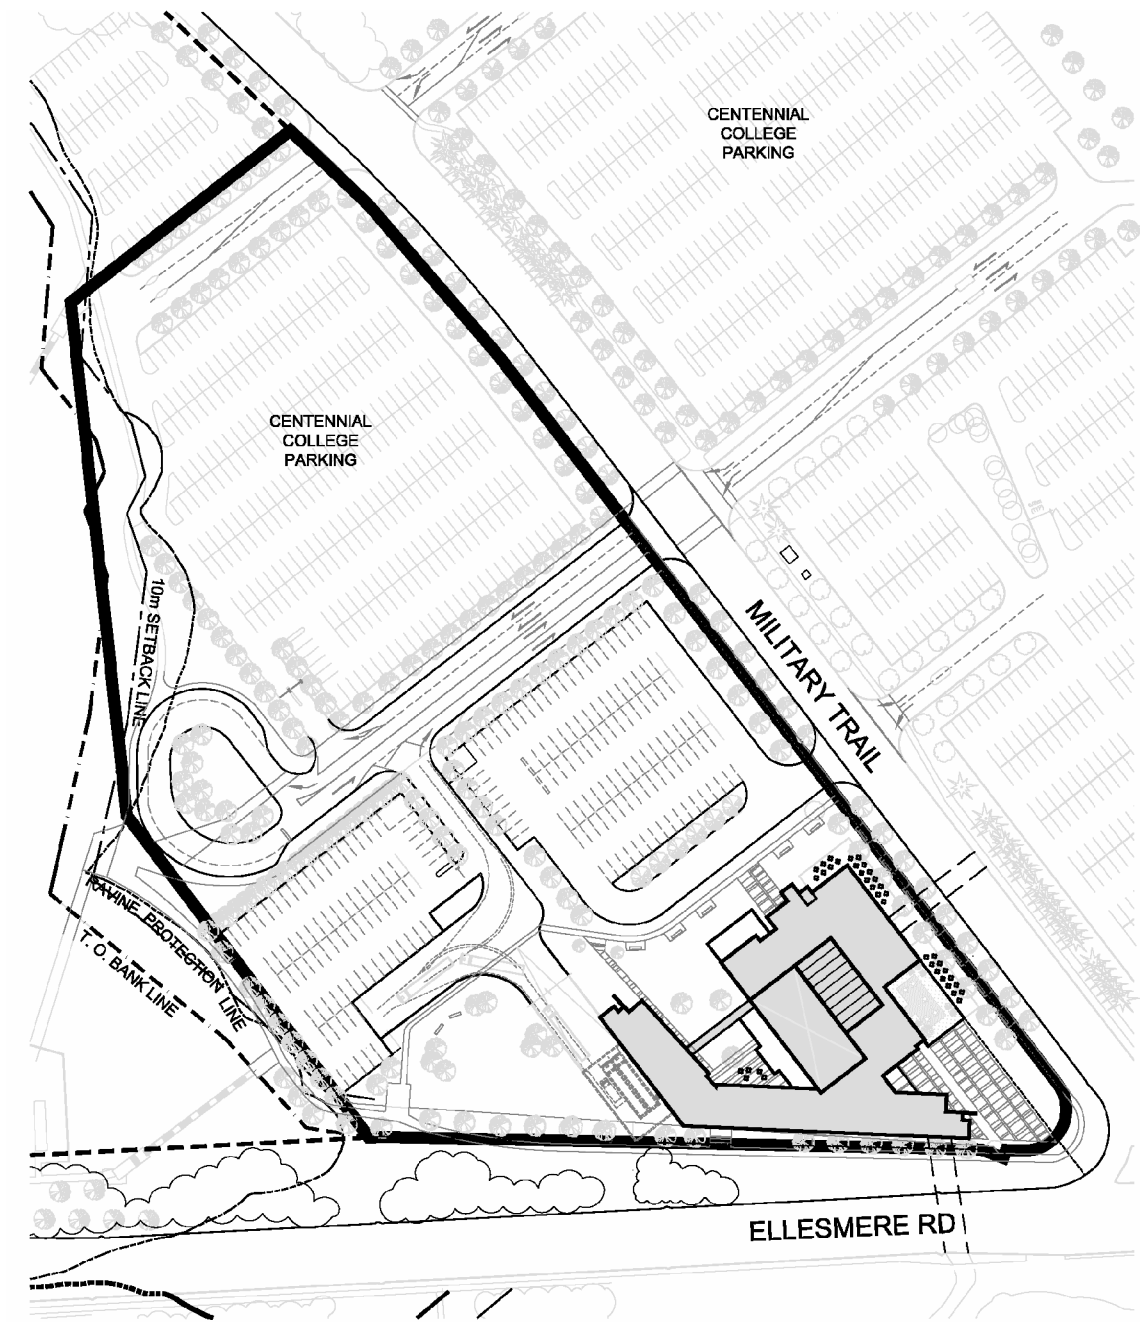 CENTENNIAL
COLLEGE
PARKING
CENTENNIAL
COLLEGE
PARKING
10m SETBACK LINE
MILITARY TRAIL
RAVINE PROTECTION LINE
T. O. BANK LINE
ELLESMERE RD